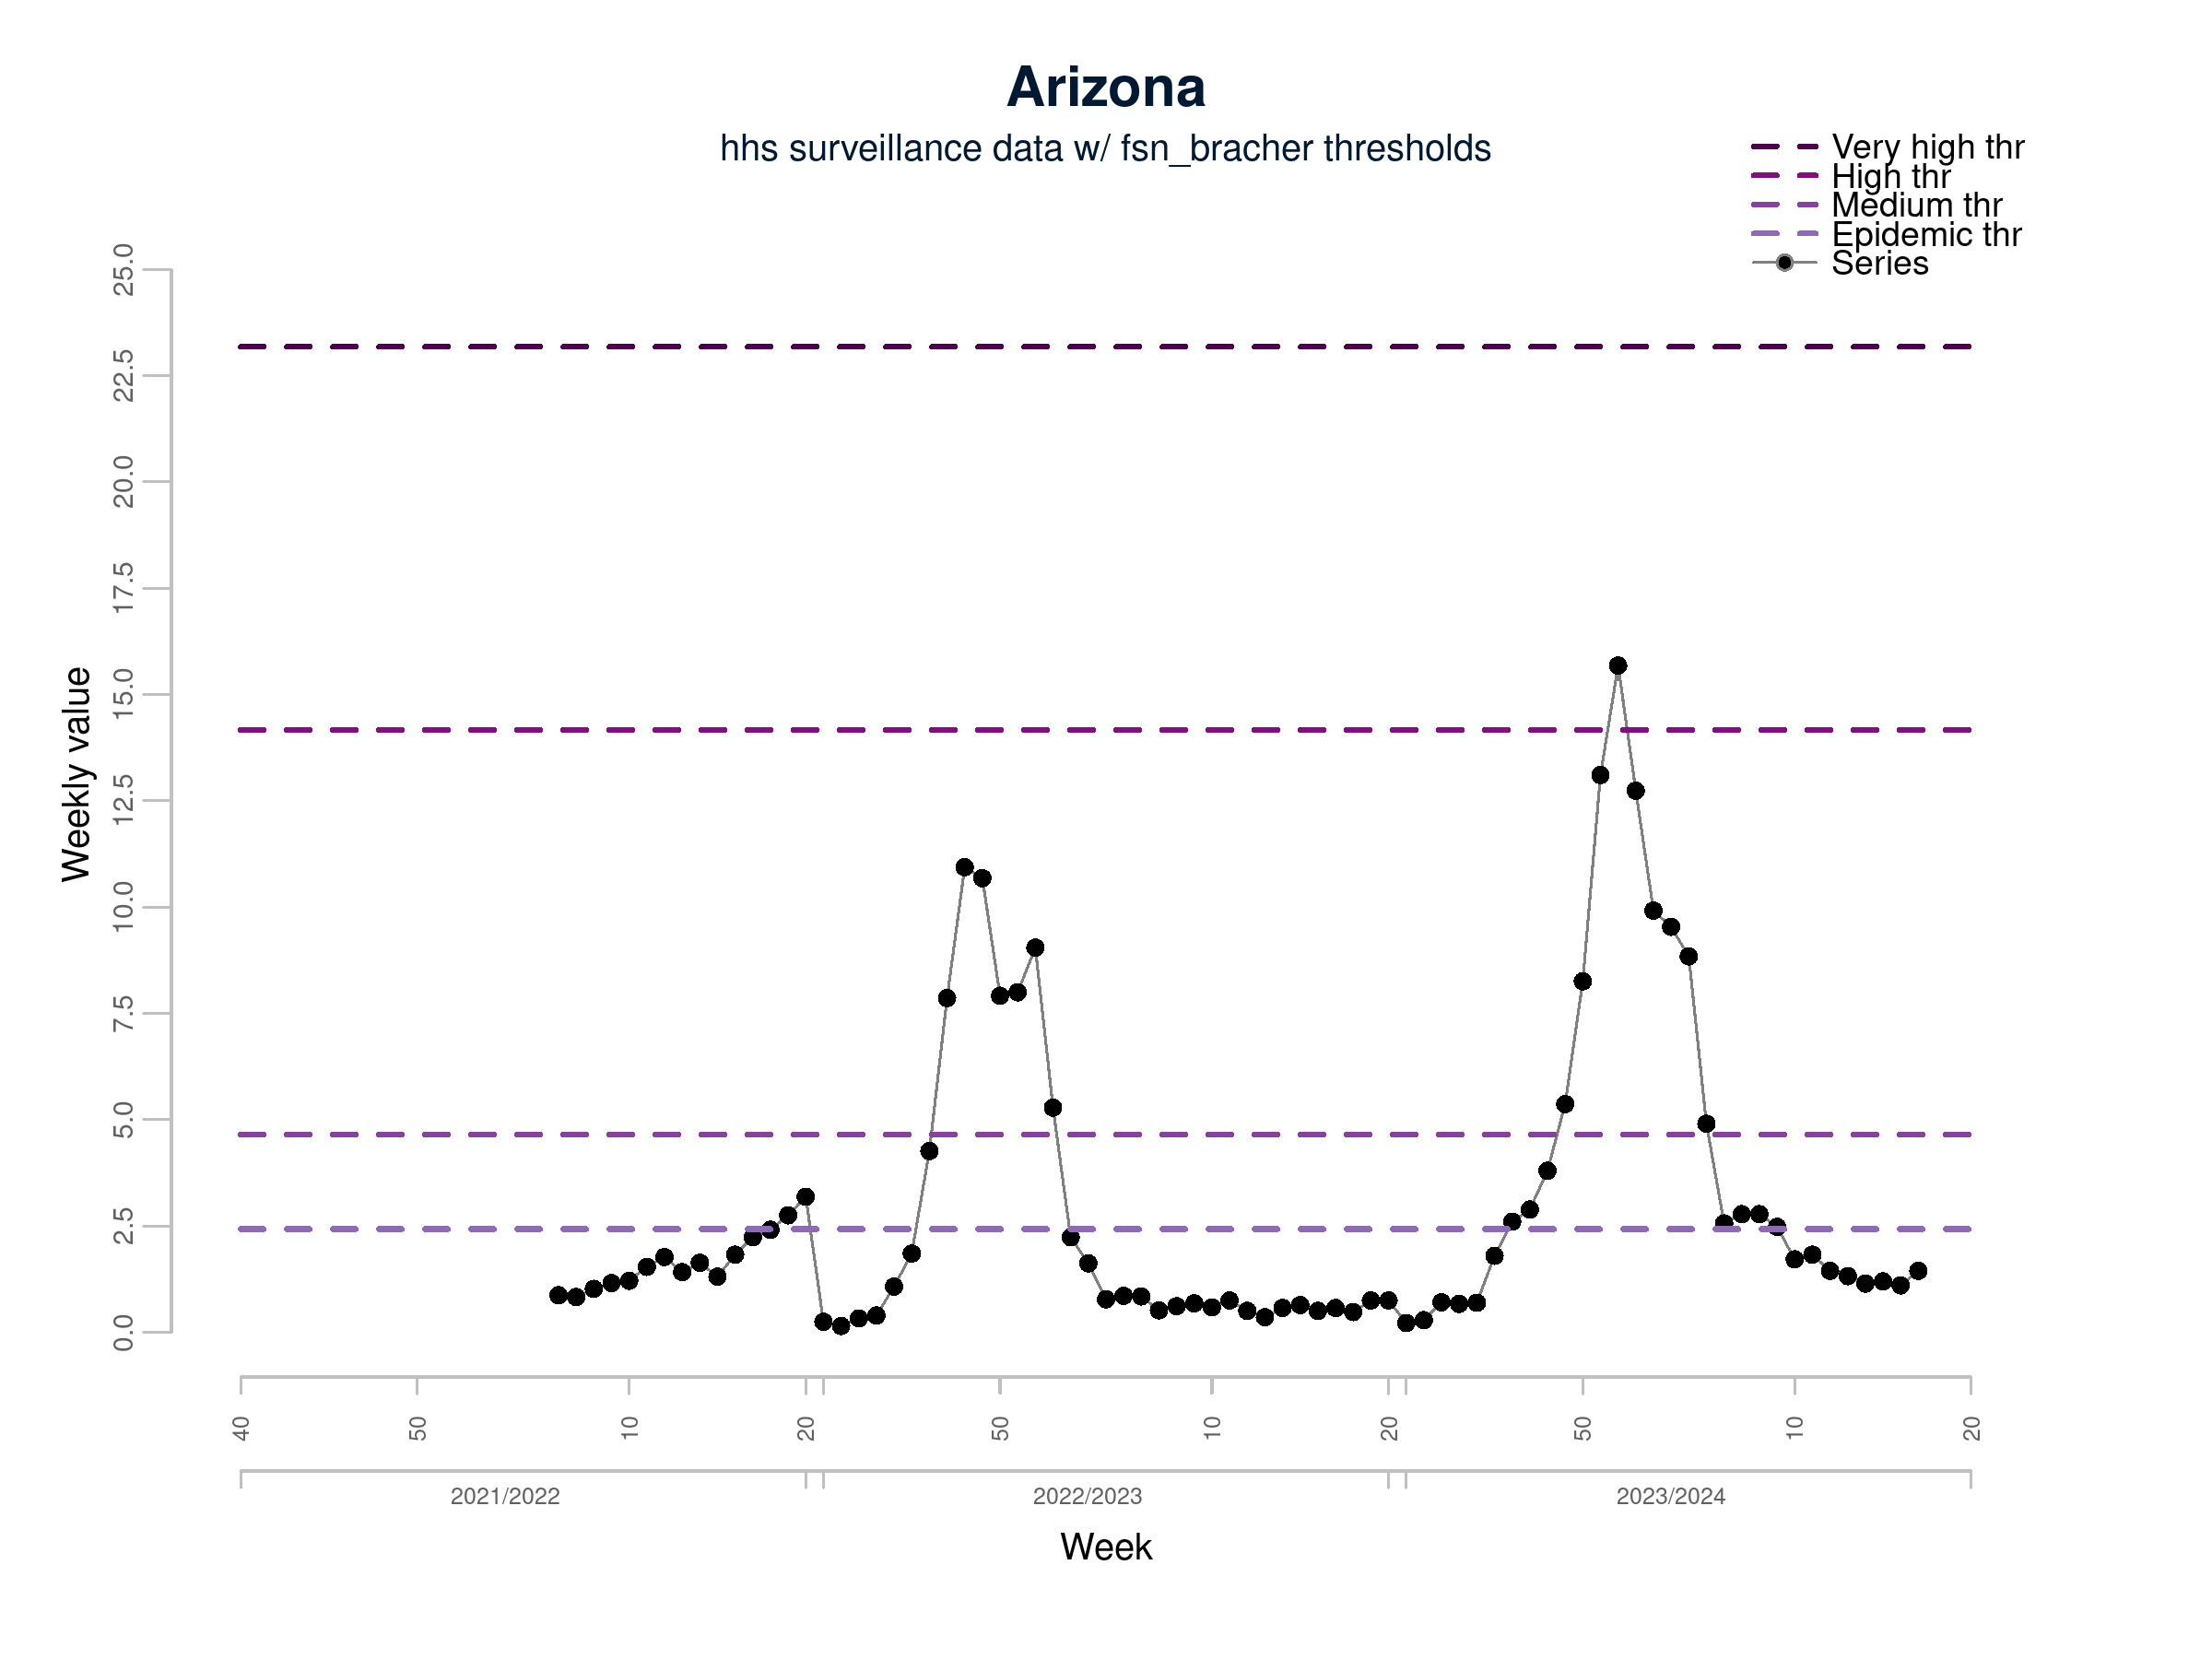 Arizona
hhs surveillance data w/ fsn_bracher thresholds
Very high thr
High thr
Medium thr
Epidemic thr
Series
Weekly value
25.0
22.5
20.0
17.5
15.0
12.5
10.0
7.5
5.0
2.5
0.0
40 50 10 20 50 10 20 50 10 20
2021/2022 2022/2023 2023/2024
Week